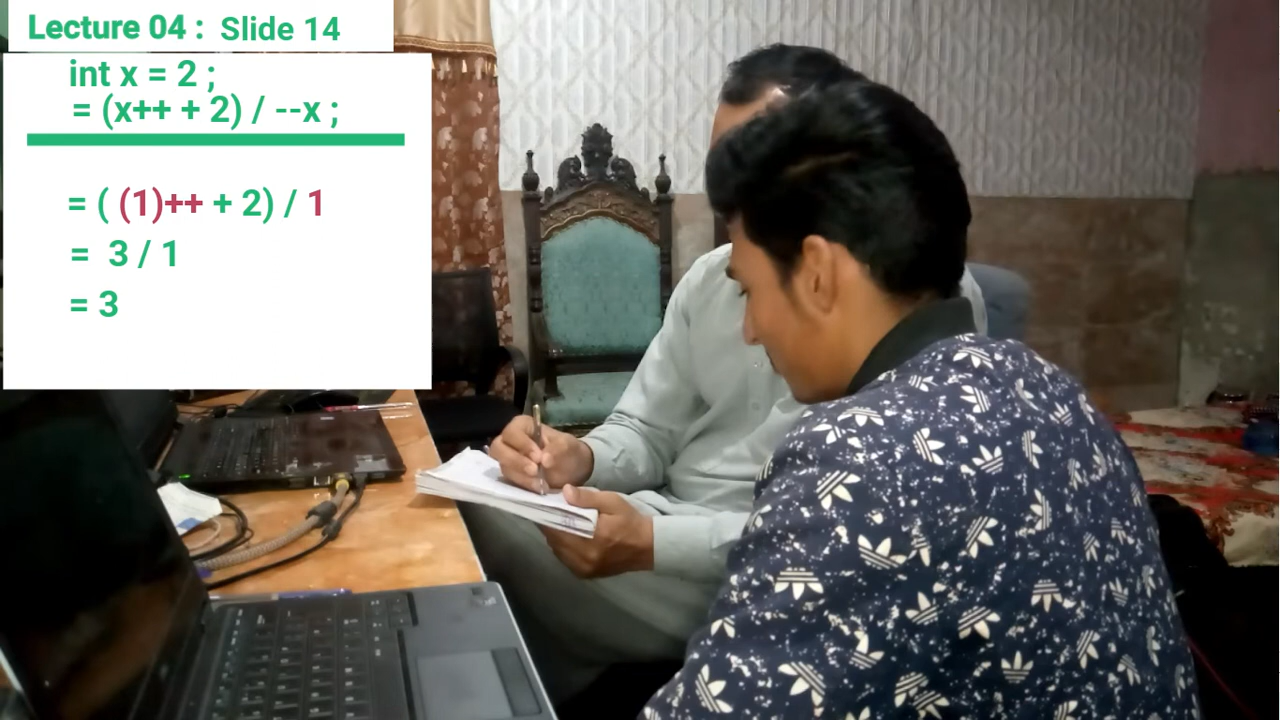 Lecture 04 : Slide 14
int x = 2 ;
= (x++ + 2) / --x ;
= ( (1)++ + 2) / 1
= 3 / 1
= 3